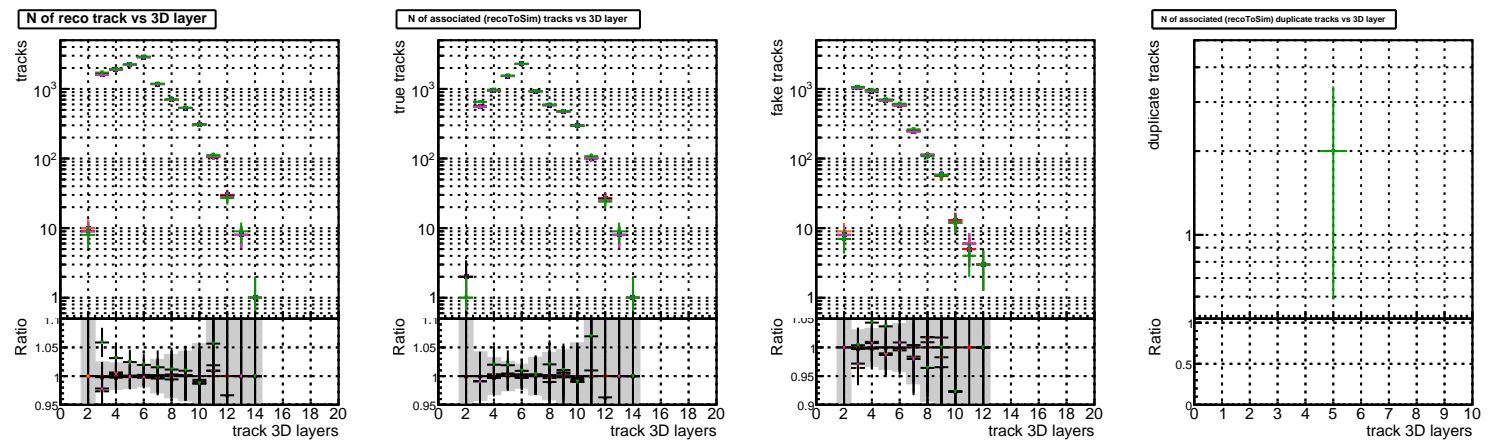 N of reco track vs 3D layer
tracks
10³
10²
10
1
Ratio
1.1
1.05
1
0.95
0 2 4 6 8 10 12 14 16 18 20
track 3D layers
N of associated (recoToSim) tracks vs 3D layer
true tracks
10³
10²
10
1
Ratio
1.1
1.05
1
0.95
0 2 4 6 8 10 12 14 16 18 20
track 3D layers
fake tracks
10³
10²
10
1
Ratio
1.05
1
0.95
0.9
0 2 4 6 8 10 12 14 16 18 20
track 3D layers
N of associated (recoToSim) duplicate tracks vs 3D layer
duplicate tracks
1
Ratio
1
0.5
0
0 1 2 3 4 5 6 7 8 9 10
track 3D layers